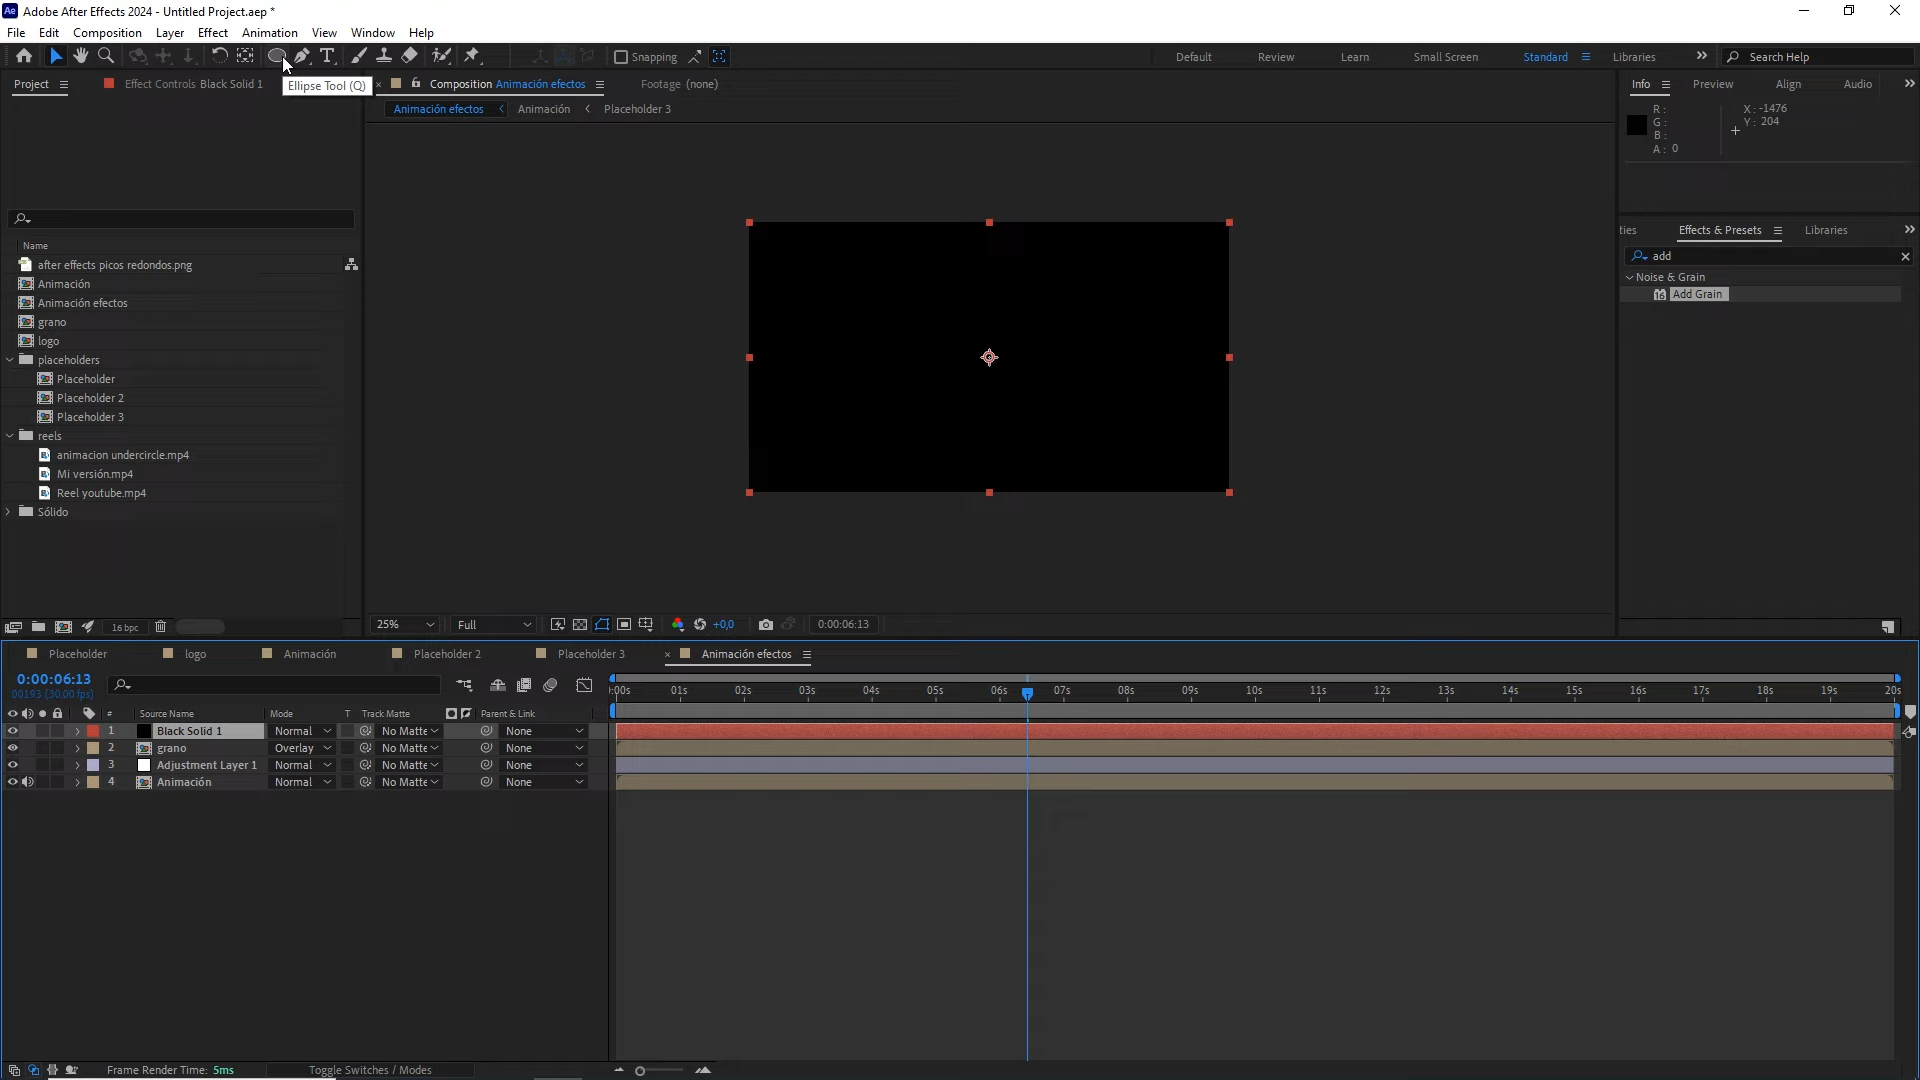 Adobe After Effects 2024 - Untitled Project.aep *
File Edit Composition Layer Effect Animation View Window Help
Snapping Default Review Learn Small Screen Standard Libraries Search Help
Project Effect Controls Black Solid 1 Composition Animación efectos Footage (none) Info Preview Align Audio
Ellipse Tool (Q)
Animación efectos Animación Placeholder 3
R: X: -1476
G: Y: 204
B:
A: 0
ties Effects & Presets Libraries
add
Noise & Grain
16 Add Grain
Name
after effects picos redondos.png
Animación
Animación efectos
grano
logo
placeholders
Placeholder
Placeholder 2
Placeholder 3
reels
animacion undercircle.mp4
Mi versión.mp4
Reel youtube.mp4
Sólido
16 bpc 25% Full +0,0 0:00:06:13
Placeholder logo Animación Placeholder 2 Placeholder 3 Animación efectos
0:00:06:13
00193 (30.00 fps)
:00s 01s 02s 03s 04s 05s 06s 07s 08s 09s 10s 11s 12s 13s 14s 15s 16s 17s 18s 19s 20s
# Source Name Mode T Track Matte Parent & Link
1 Black Solid 1 Normal No Matte None
2 grano Overlay No Matte None
3 Adjustment Layer 1 Normal No Matte None
4 Animación Normal No Matte None
Frame Render Time: 5ms Toggle Switches / Modes